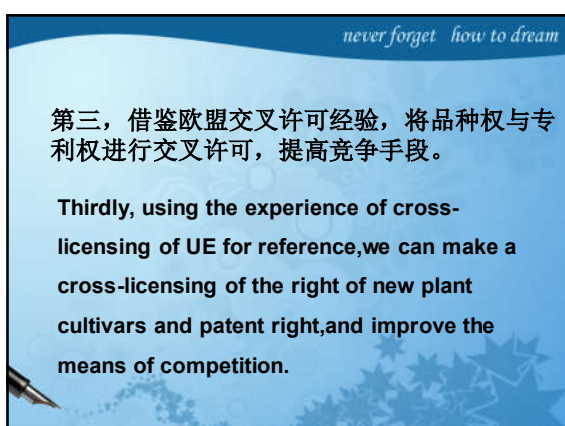 never forget how to dream
第三，借鉴欧盟交叉许可经验，将品种权与专
利权进行交叉许可，提高竞争手段。
Thirdly, using the experience of cross-
licensing of UE for reference,we can make a
cross-licensing of the right of new plant
cultivars and patent right,and improve the
means of competition.